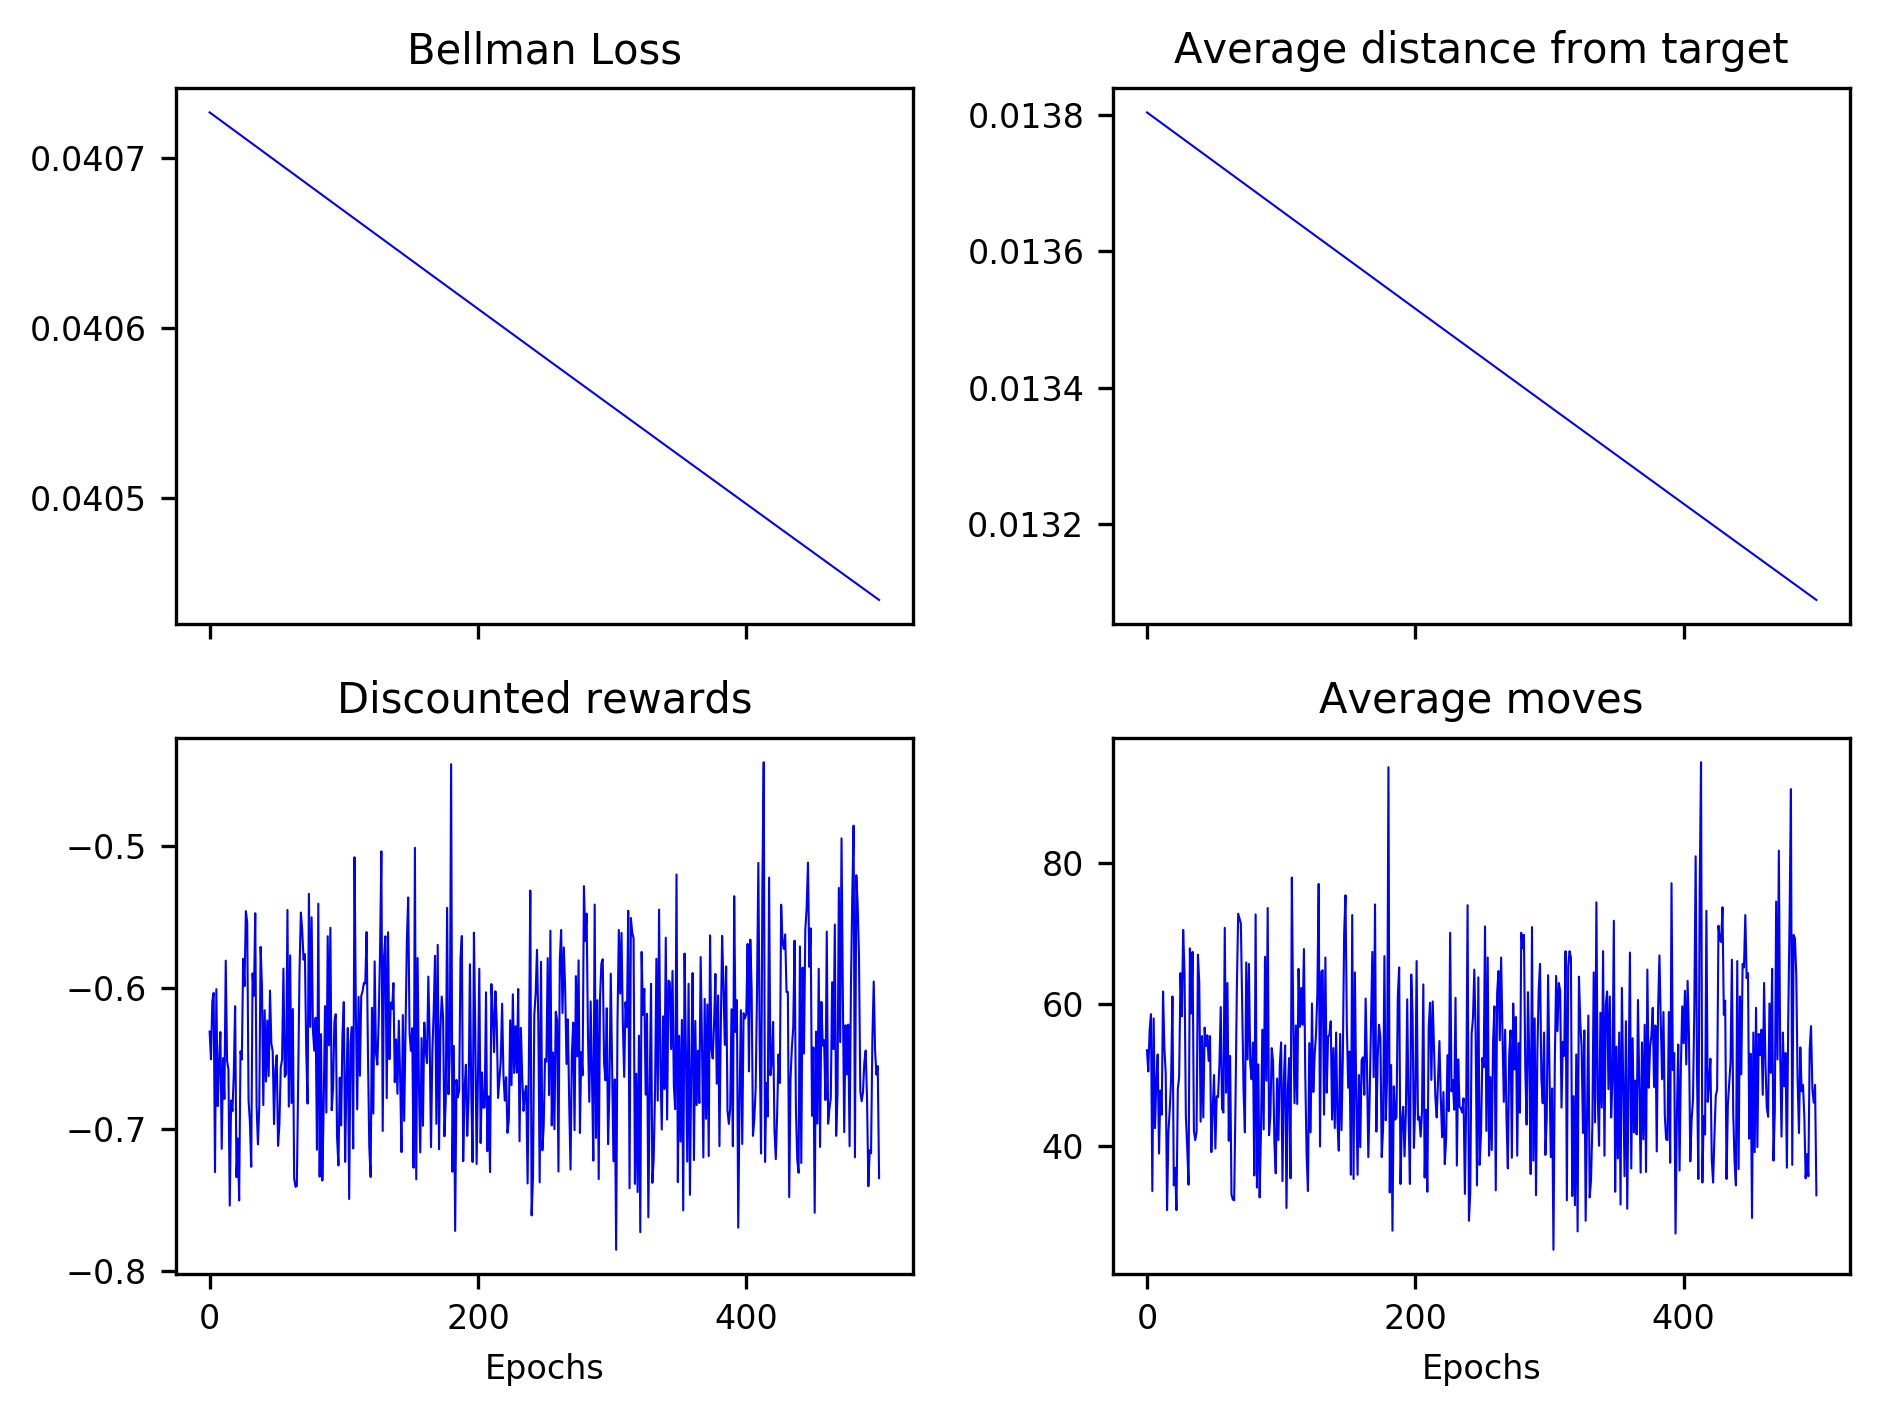 Bellman Loss
0.0407
0.0406
0.0405
Average distance from target
0.0138
0.0136
0.0134
0.0132
Discounted rewards
−0.5
−0.6
−0.7
−0.8
0 200 400
Epochs
Average moves
80
60
40
0 200 400
Epochs